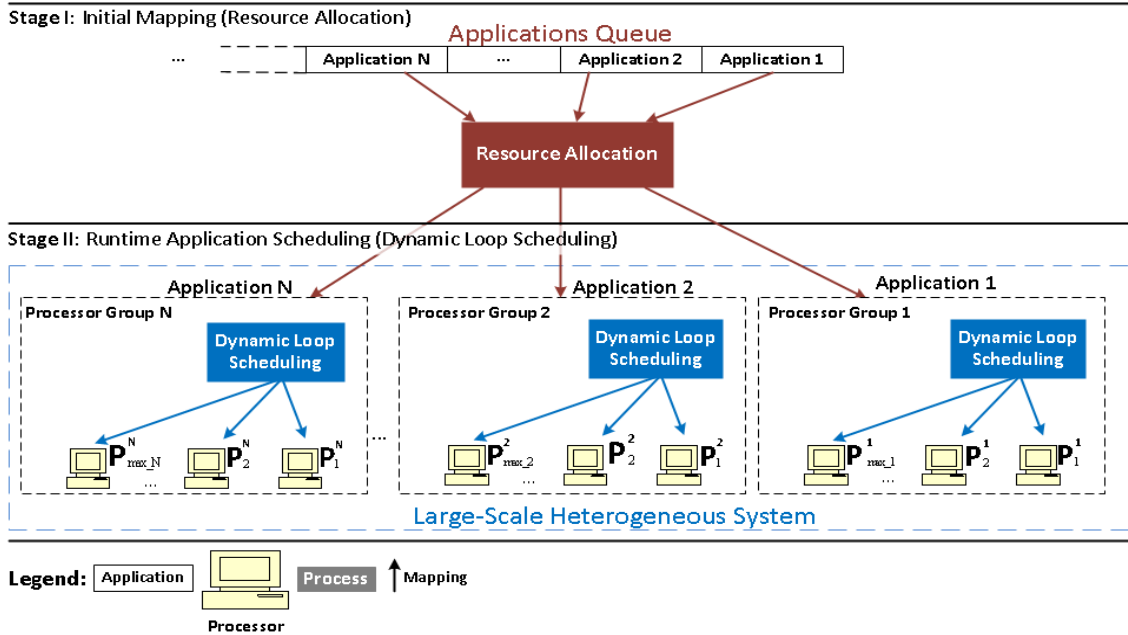 Stage I: Initial Mapping (Resource Allocation)
Applications Queue
... Application N ... Application 2 Application 1
Resource Allocation
Stage II: Runtime Application Scheduling (Dynamic Loop Scheduling)
Application N Application 2 Application 1
Processor Group N Processor Group 2 Processor Group 1
Dynamic Loop Scheduling Dynamic Loop Scheduling Dynamic Loop Scheduling
P^N_max_N ... P^N_2 P^N_1 ... P^2_max_2 ... P^2_2 P^2_1 P^1_max_1 ... P^1_2 P^1_1
Large-Scale Heterogeneous System
Legend: Application Process Mapping
Processor